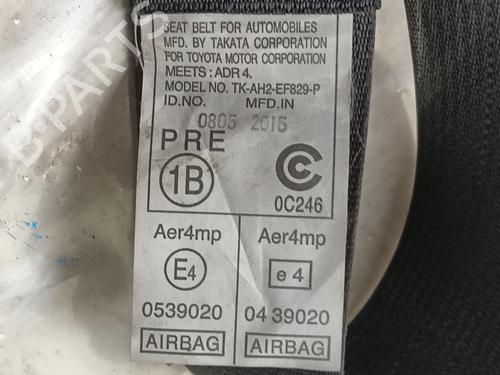 SEAT BELT FOR AUTOMOBILES
MFD. BY TAKATA CORPORATION
FOR TOYOTA MOTOR CORPORATION
MEETS: ADR 4.
MODEL NO. TK-AH2-EF829-P
ID.NO. MFD.IN
0805 2015
PRE
1B
C
0C246
Aer4mp Aer4mp
E4 e4
0539020 04 39020
AIRBAG AIRBAG
B-PARTS